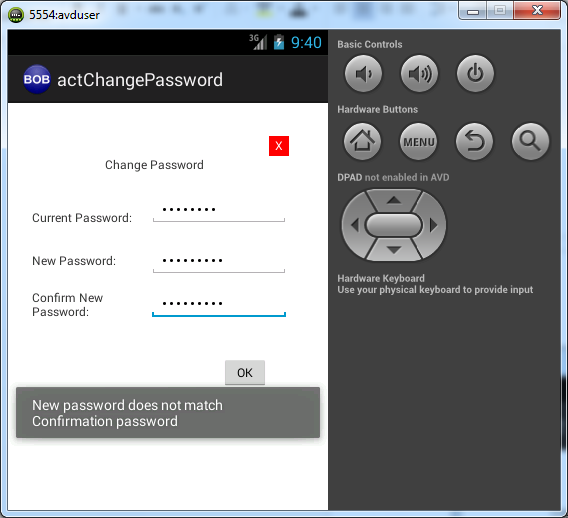 5554:avduser
3G 9:40
BOB actChangePassword
X
Change Password
Current Password: ••••••••
New Password: •••••••••
Confirm New
Password: •••••••••
OK
New password does not match
Confirmation password
Basic Controls
Hardware Buttons
MENU
DPAD not enabled in AVD
Hardware Keyboard
Use your physical keyboard to provide input